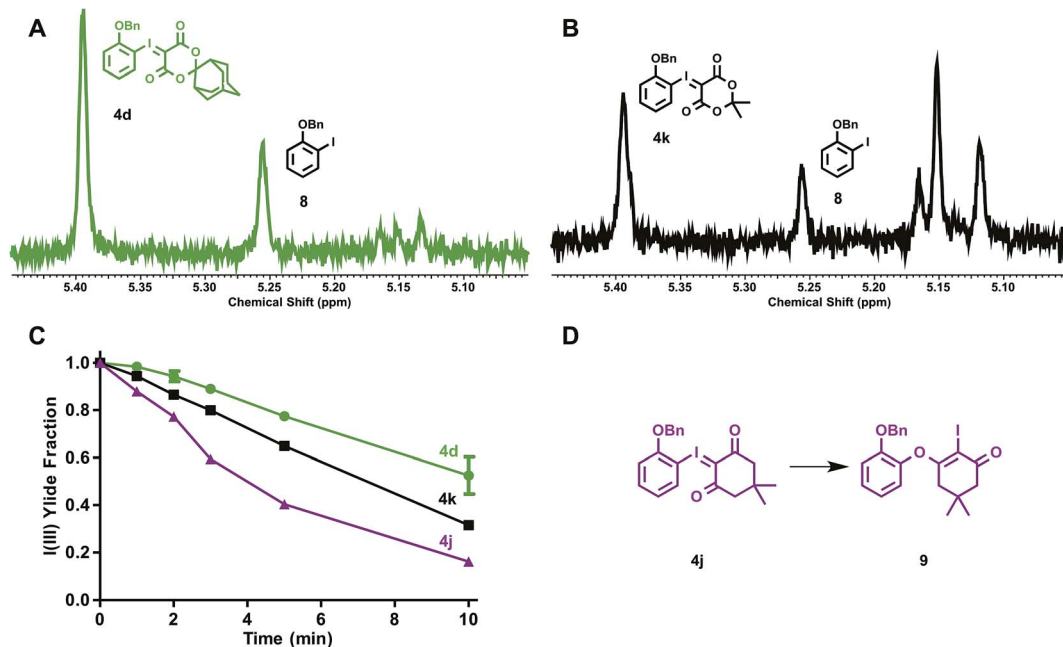 A
OBn
O
I
O
O
O
4d
OBn
I
8
5.40 5.35 5.30 5.25 5.20 5.15 5.10
Chemical Shift (ppm)
B
OBn
O
I
O
O
O
4k
OBn
I
8
5.40 5.35 5.30 5.25 5.20 5.15 5.10
Chemical Shift (ppm)
C
I(III) Ylide Fraction
1.0
0.8
0.6
0.4
0.2
0.0
4d
4k
4j
0 2 4 6 8 10
Time (min)
D
OBn
O
I
O
4j
OBn
I
O
O
9